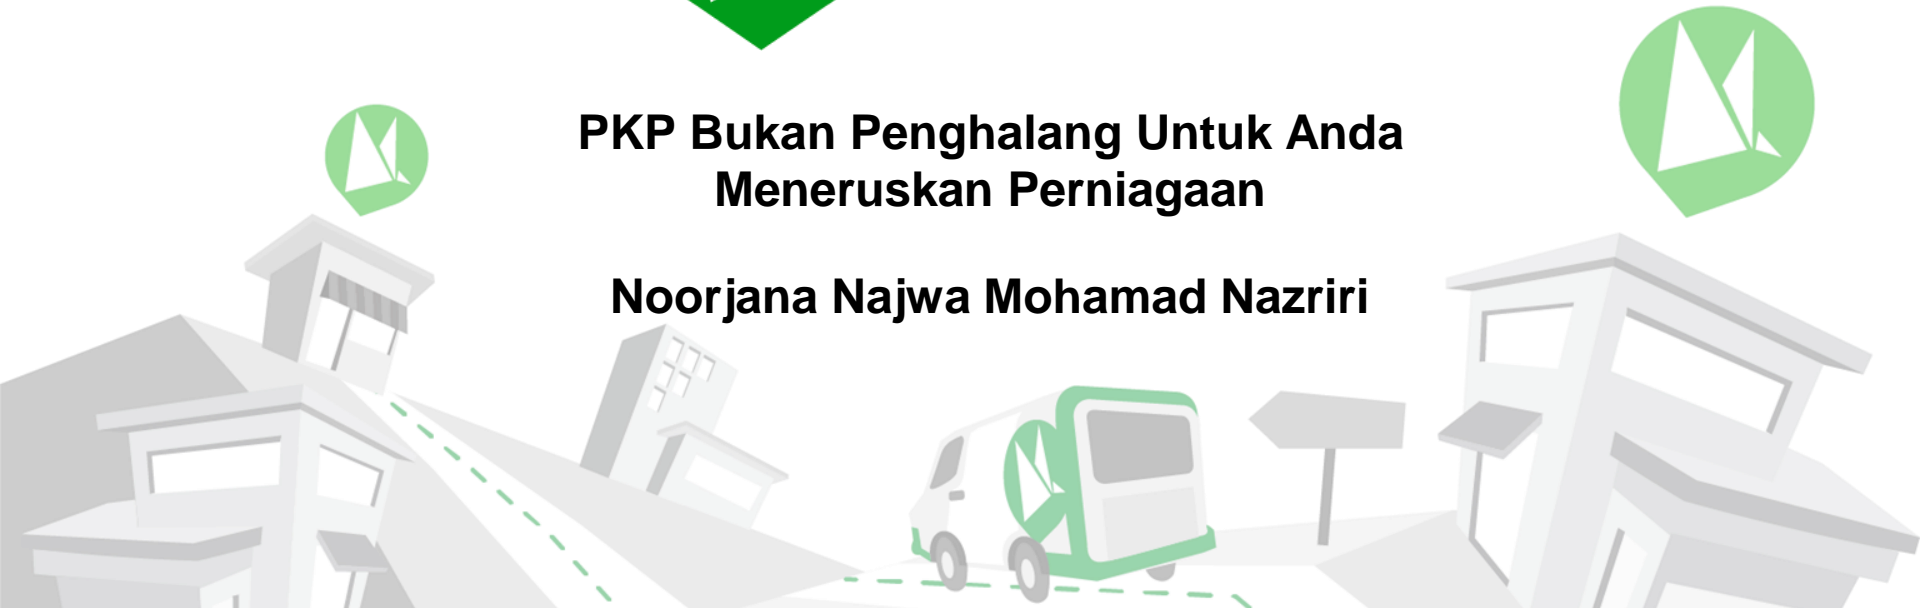 PKP Bukan Penghalang Untuk Anda
Meneruskan Perniagaan
Noorjana Najwa Mohamad Nazriri